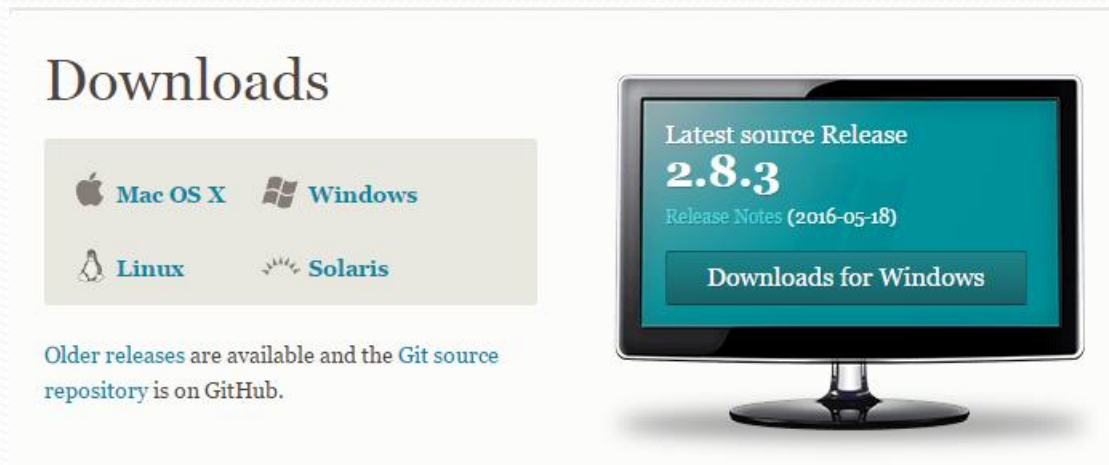 Downloads
Mac OS X
Windows
Linux
Solaris
Older releases are available and the Git source
repository is on GitHub.
Latest source Release
2.8.3
Release Notes (2016-05-18)
Downloads for Windows